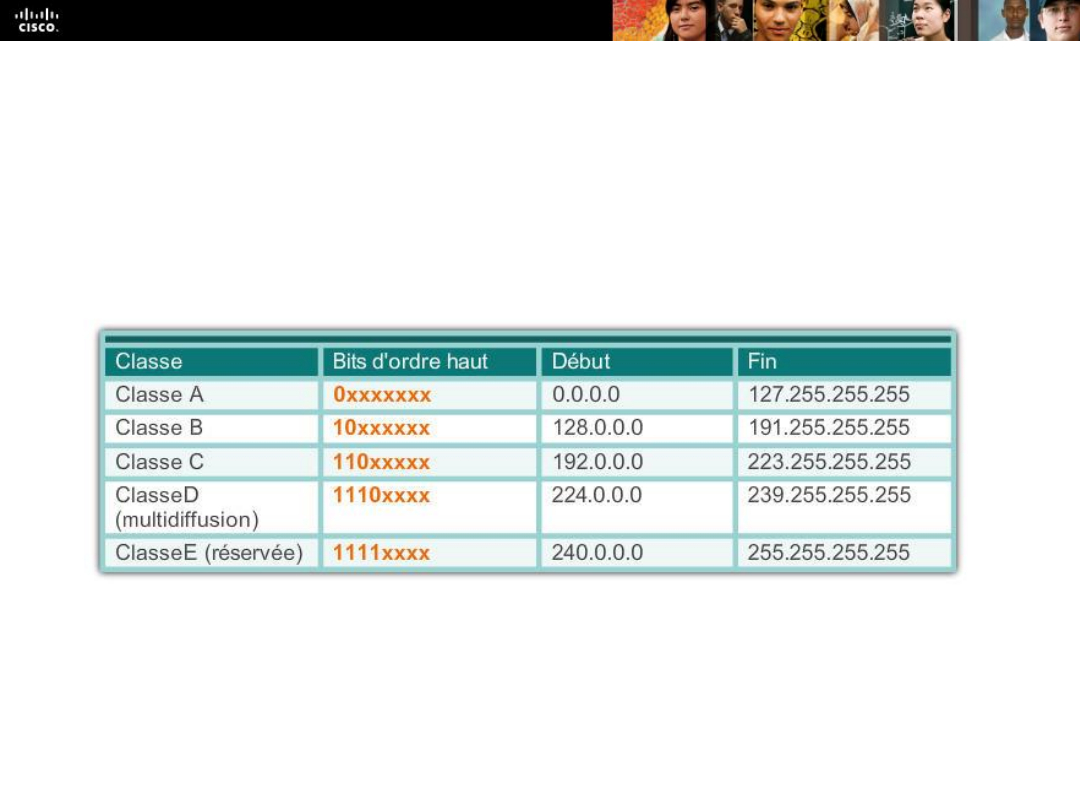 CISCO.
Classe Bits d'ordre haut Début Fin
Classe A 0xxxxxxx 0.0.0.0 127.255.255.255
Classe B 10xxxxxx 128.0.0.0 191.255.255.255
Classe C 110xxxxx 192.0.0.0 223.255.255.255
ClasseD 1110xxxx 224.0.0.0 239.255.255.255
(multidiffusion)
ClasseE (réservée) 1111xxxx 240.0.0.0 255.255.255.255